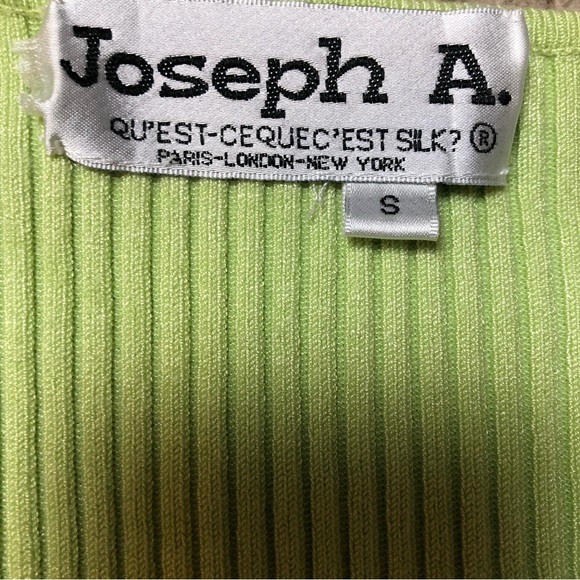 Joseph A.
QU'EST-CEQUEC'EST SILK? ®
PARIS-LONDON-NEW YORK
S